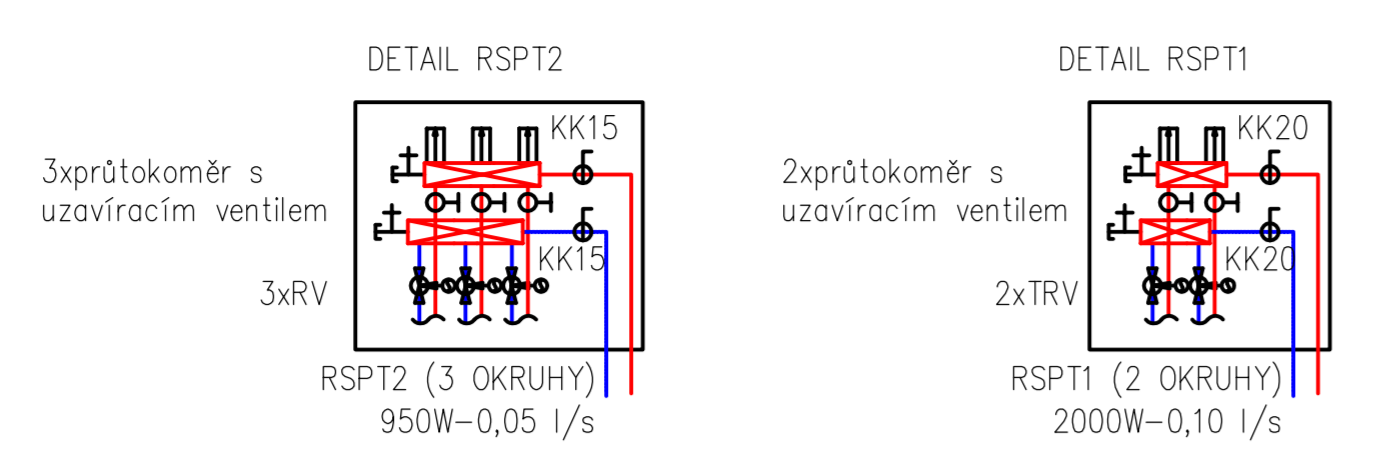 DETAIL RSPT2
KK15
3xprůtokoměr s
uzavíracím ventilem
KK15
3xRV
RSPT2 (3 OKRUHY)
950W-0,05 l/s
DETAIL RSPT1
KK20
2xprůtokoměr s
uzavíracím ventilem
KK20
2xTRV
RSPT1 (2 OKRUHY)
2000W-0,10 l/s